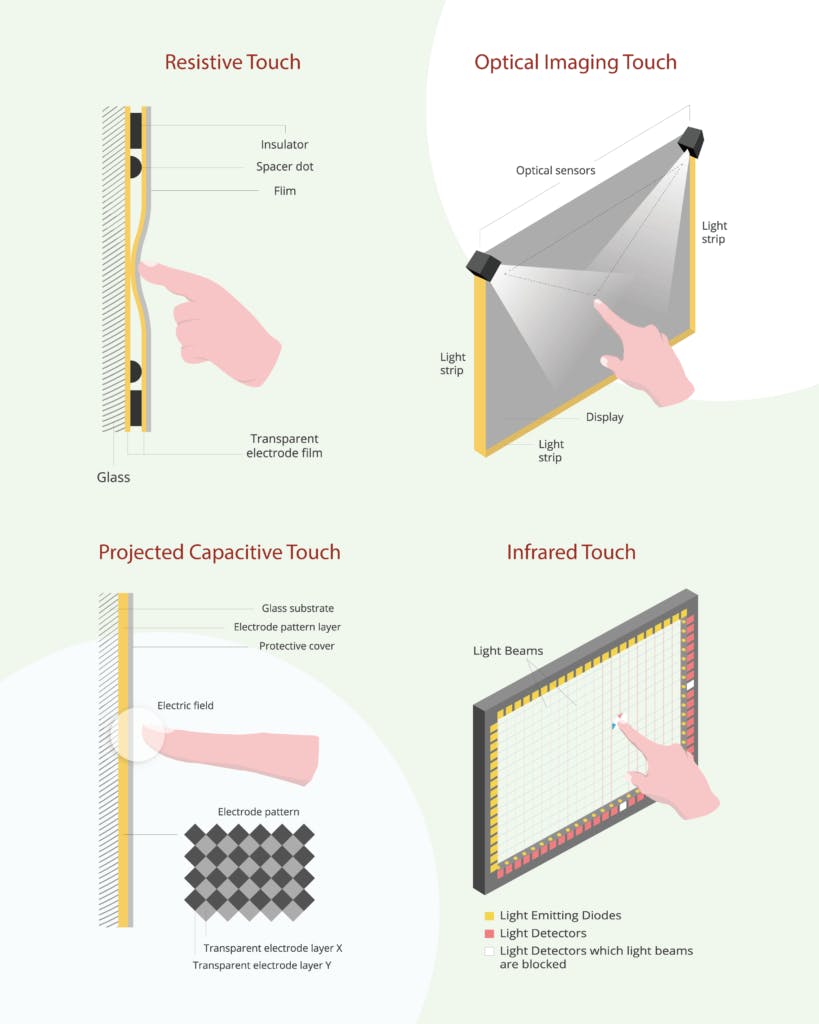 Resistive Touch
Insulator
Spacer dot
Flim
Transparent
electrode film
Glass
Optical Imaging Touch
Optical sensors
Light
strip
Light
strip
Display
Light
strip
Projected Capacitive Touch
Glass substrate
Electrode pattern layer
Protective cover
Electric field
Electrode pattern
Transparent electrode layer X
Transparent electrode layer Y
Infrared Touch
Light Beams
Light Emitting Diodes
Light Detectors
Light Detectors which light beams
are blocked